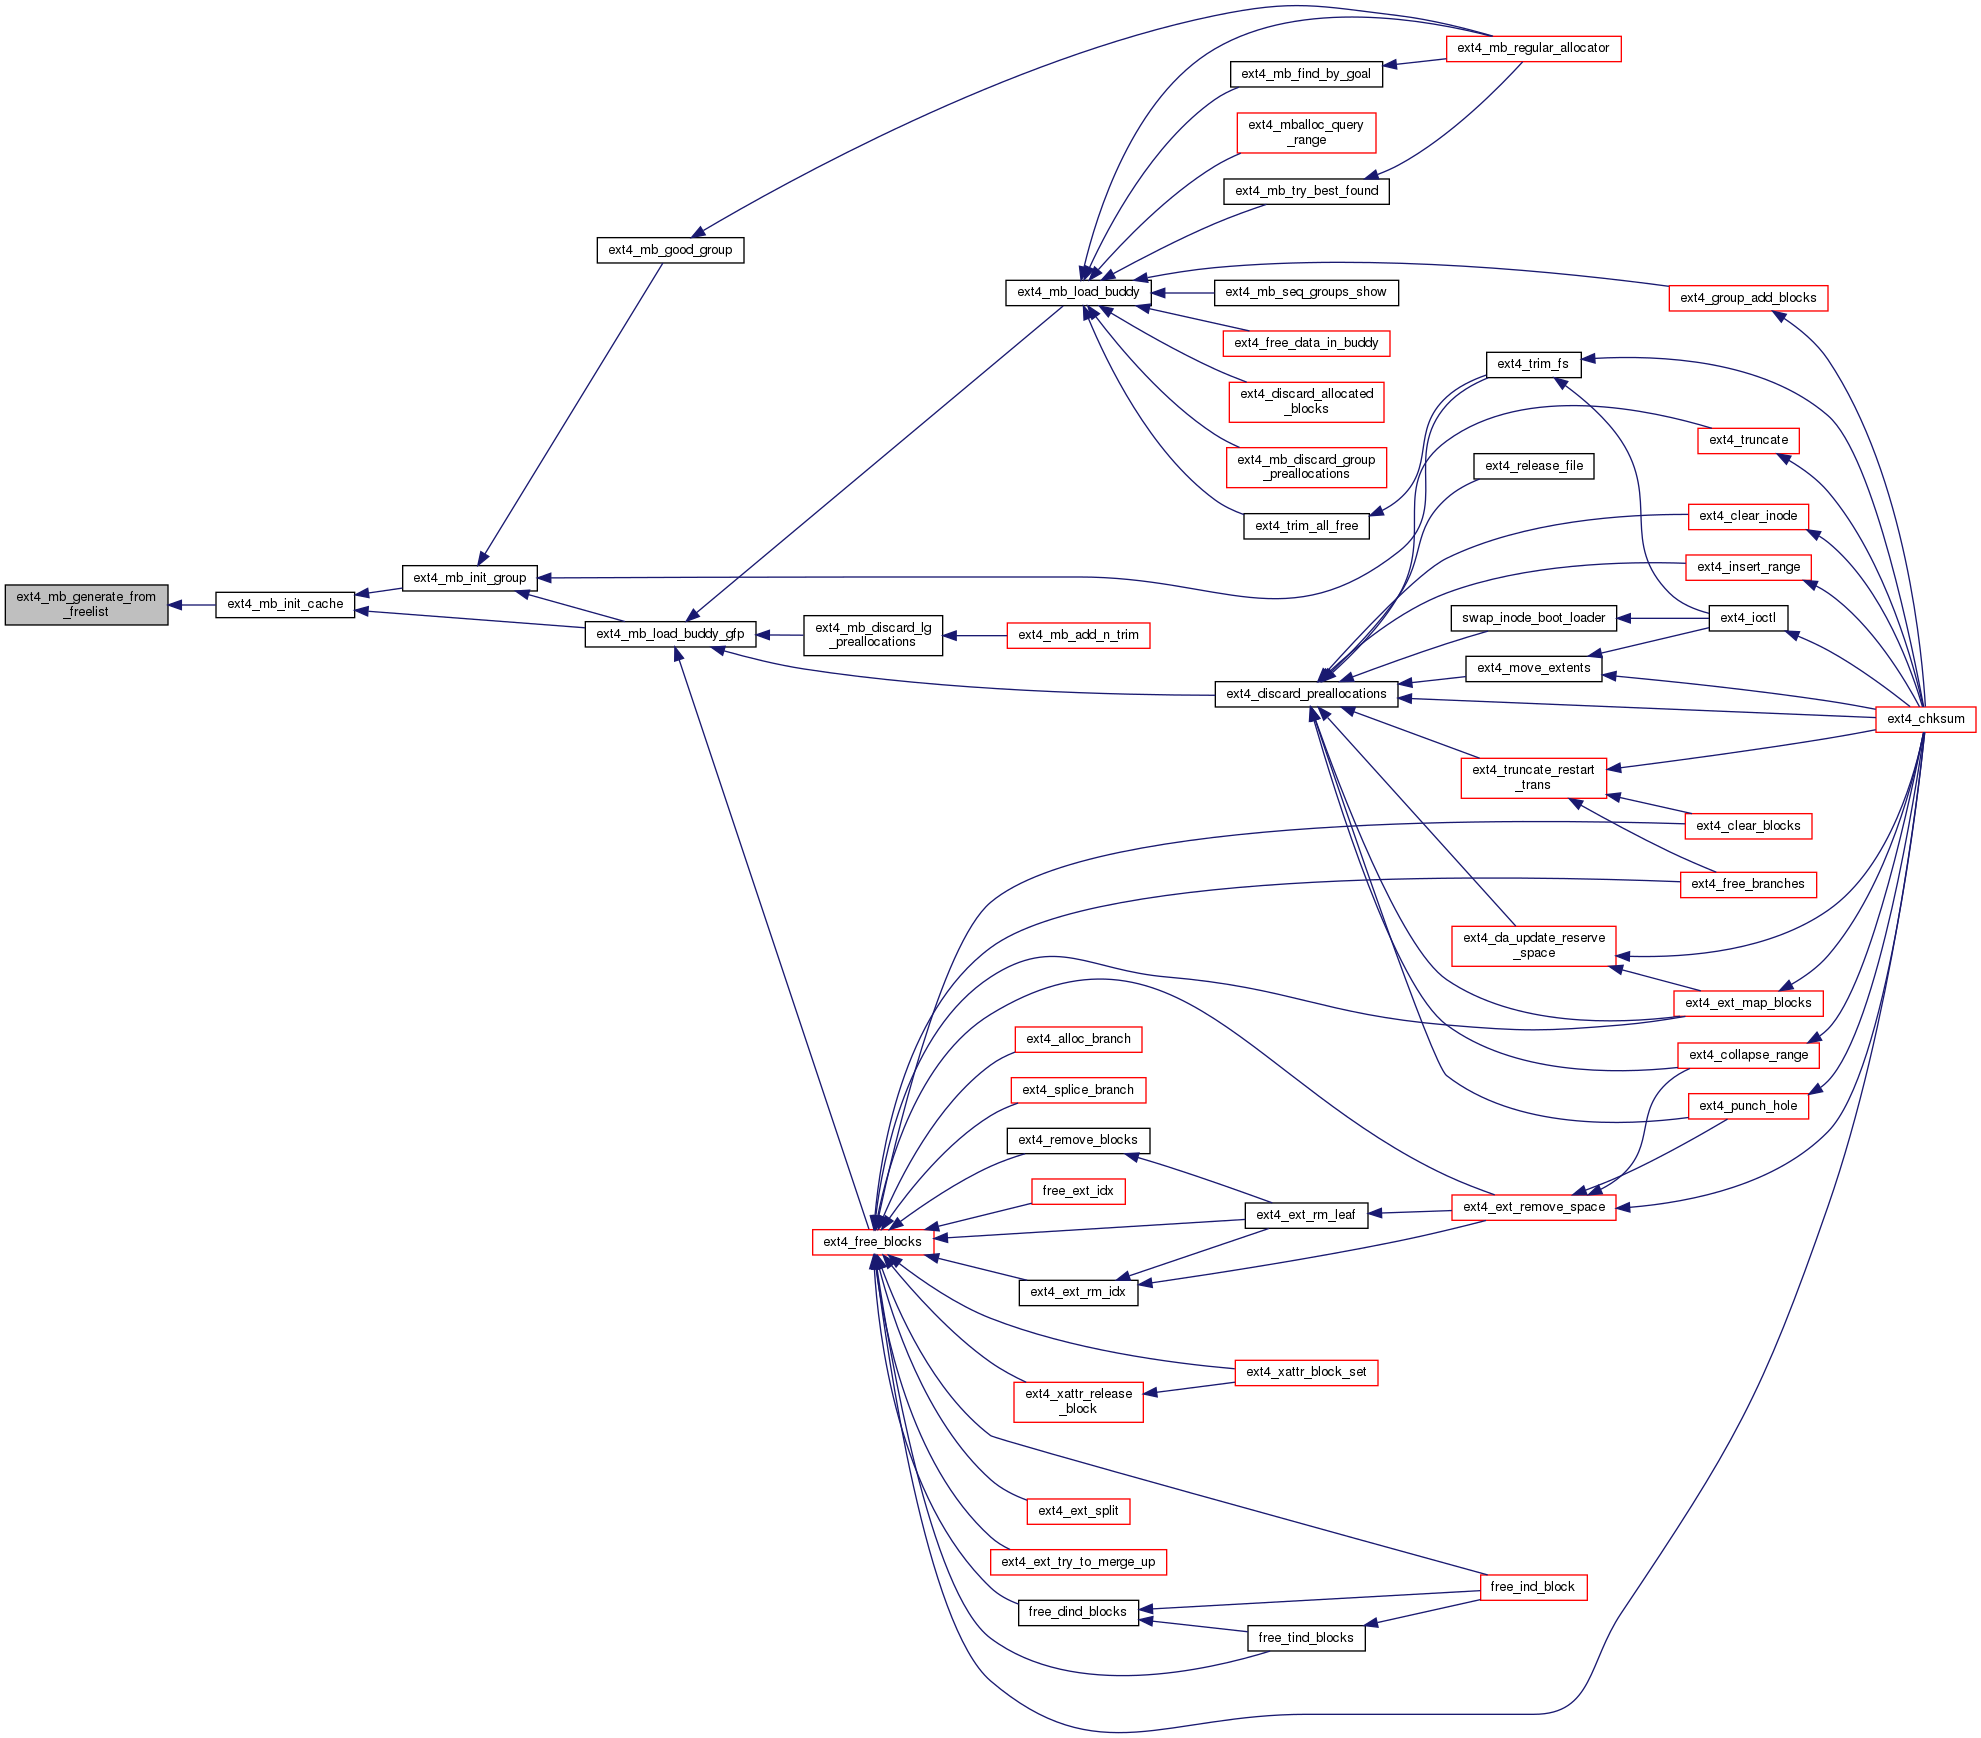 ext4_mb_regular_allocator
ext4_mb_find_by_goal
ext4_mballoc_query
_range
ext4_mb_try_best_found
ext4_mb_good_group
ext4_mb_load_buddy
ext4_mb_seq_groups_show
ext4_group_add_blocks
ext4_free_data_in_buddy
ext4_trim_fs
ext4_discard_allocated
_blocks
ext4_truncate
ext4_mb_discard_group
_preallocations
ext4_release_file
ext4_clear_inode
ext4_trim_all_free
ext4_insert_range
ext4_mb_init_group
ext4_mb_generate_from
_freelist
ext4_mb_init_cache
swap_inode_boot_loader
ext4_ioctl
ext4_mb_load_buddy_gfp
ext4_mb_discard_lg
_preallocations
ext4_mb_add_n_trim
ext4_move_extents
ext4_discard_preallocations
ext4_chksum
ext4_truncate_restart
_trans
ext4_clear_blocks
ext4_free_branches
ext4_da_update_reserve
_space
ext4_ext_map_blocks
ext4_alloc_branch
ext4_collapse_range
ext4_splice_branch
ext4_punch_hole
ext4_remove_blocks
free_ext_idx
ext4_ext_rm_leaf
ext4_ext_remove_space
ext4_free_blocks
ext4_ext_rm_idx
ext4_xattr_block_set
ext4_xattr_release
_block
ext4_ext_split
ext4_ext_try_to_merge_up
free_ind_block
free_dind_blocks
free_tind_blocks